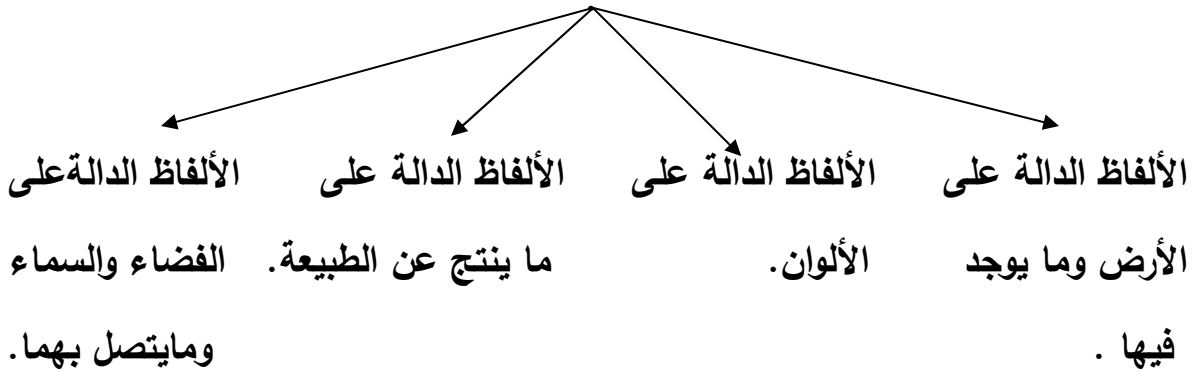 الألفاظ الدالة على
الأرض وما يوجد
فيها .
الألفاظ الدالة على
الألوان.
الألفاظ الدالة على
ما ينتج عن الطبيعة.
الألفاظ الدالةعلى
الفضاء والسماء
ومايتصل بهما.